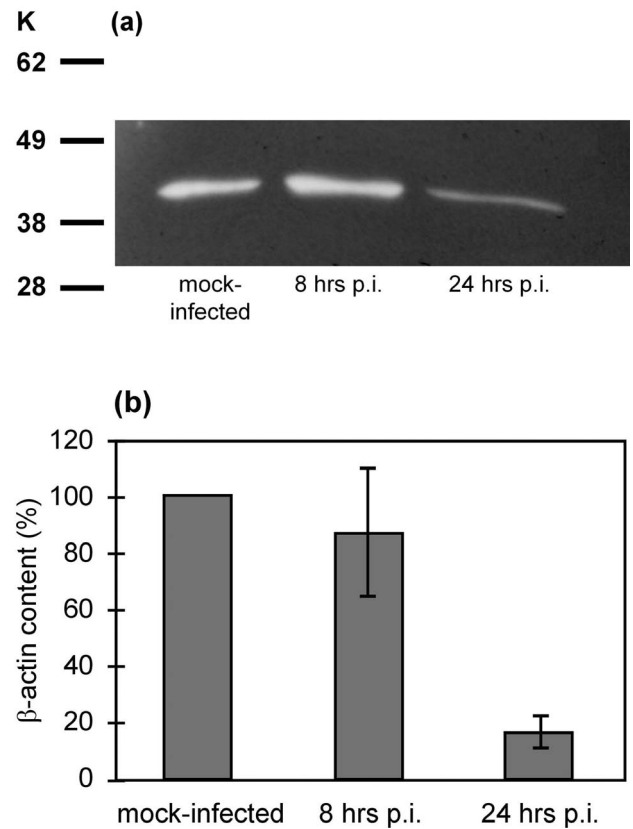 K (a)
62
49
38
28
mock-
infected
8 hrs p.i.
24 hrs p.i.
(b)
β-actin content (%)
120
100
80
60
40
20
0
mock-infected 8 hrs p.i. 24 hrs p.i.